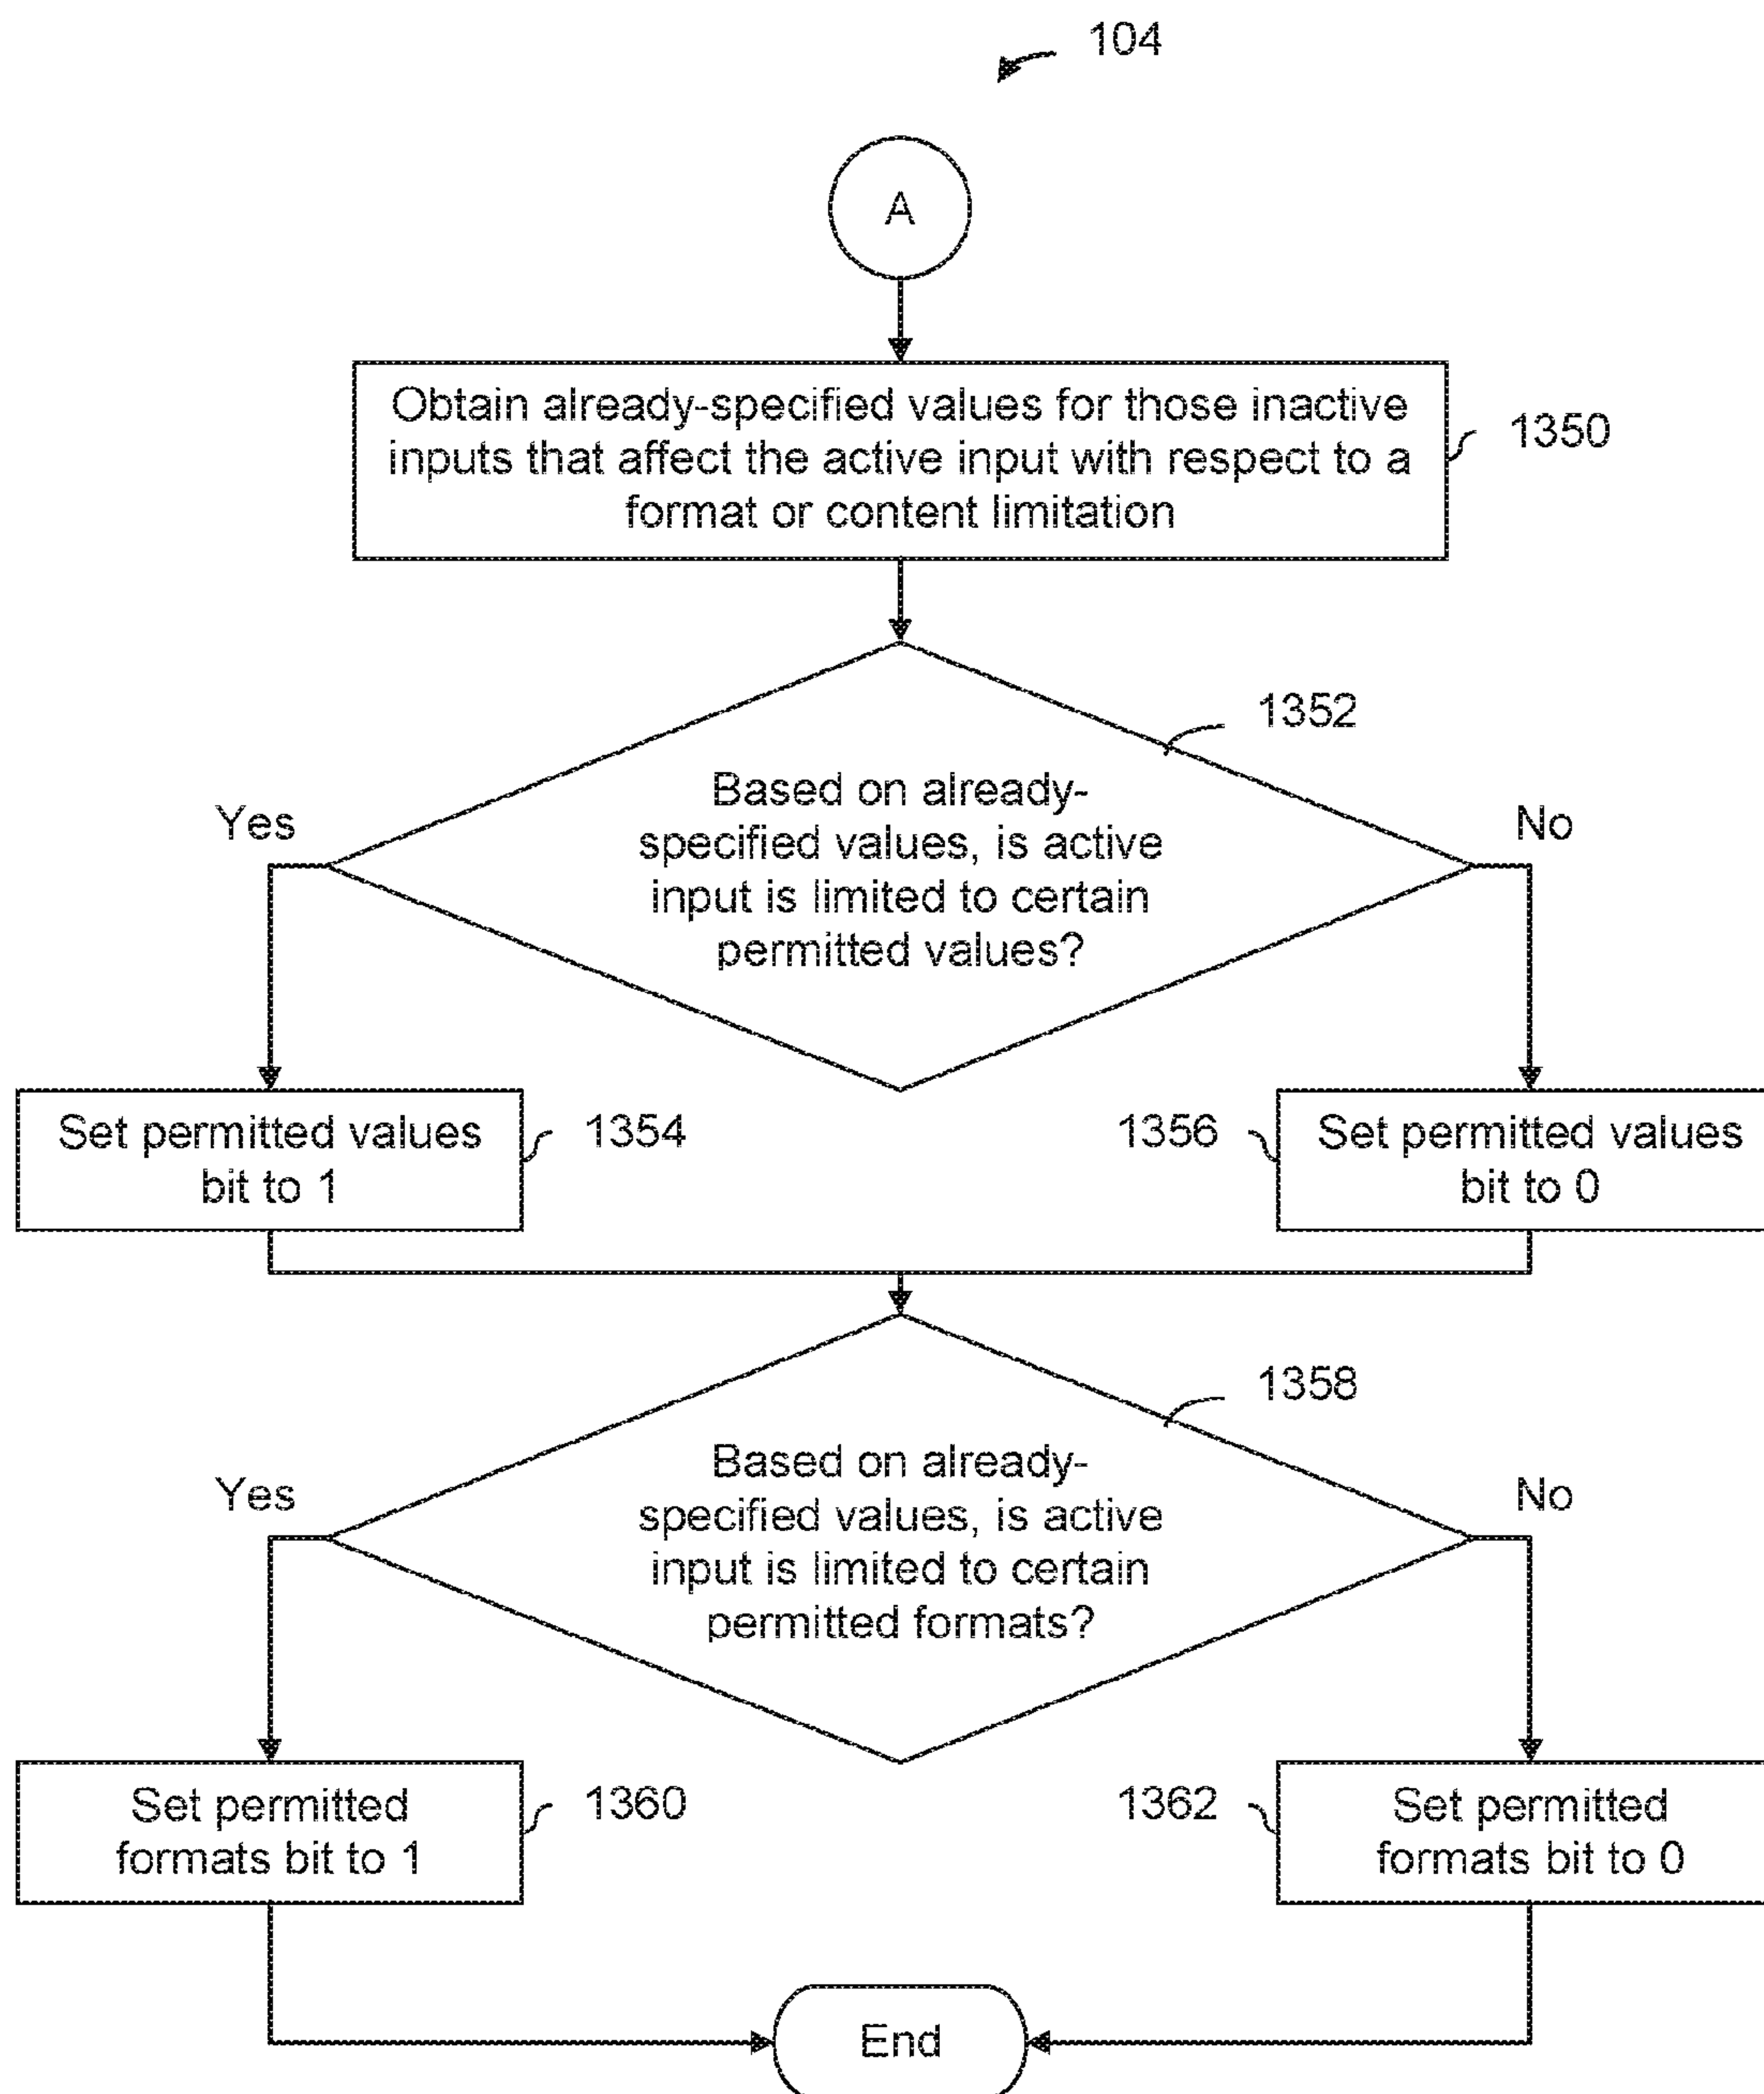 104
A
Obtain already-specified values for those inactive
inputs that affect the active input with respect to a
format or content limitation
1350
1352
Based on already-
specified values, is active
input is limited to certain
permitted values?
Yes
No
Set permitted values
bit to 1
1354
1356
Set permitted values
bit to 0
1358
Based on already-
specified values, is active
input is limited to certain
permitted formats?
Yes
No
Set permitted
formats bit to 1
1360
1362
Set permitted
formats bit to 0
End